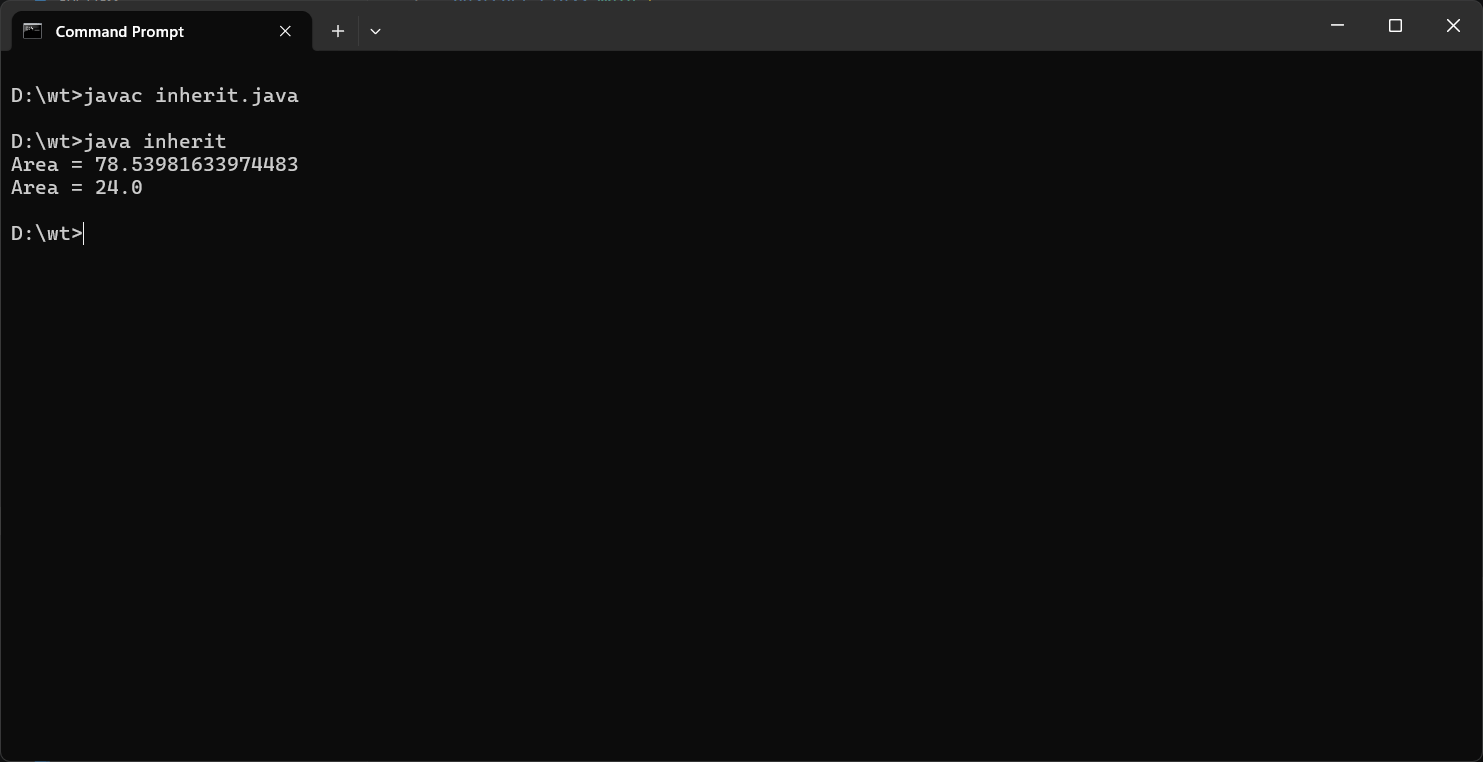 Command Prompt
D:\wt>javac inherit.java
D:\wt>java inherit
Area = 78.53981633974483
Area = 24.0
D:\wt>